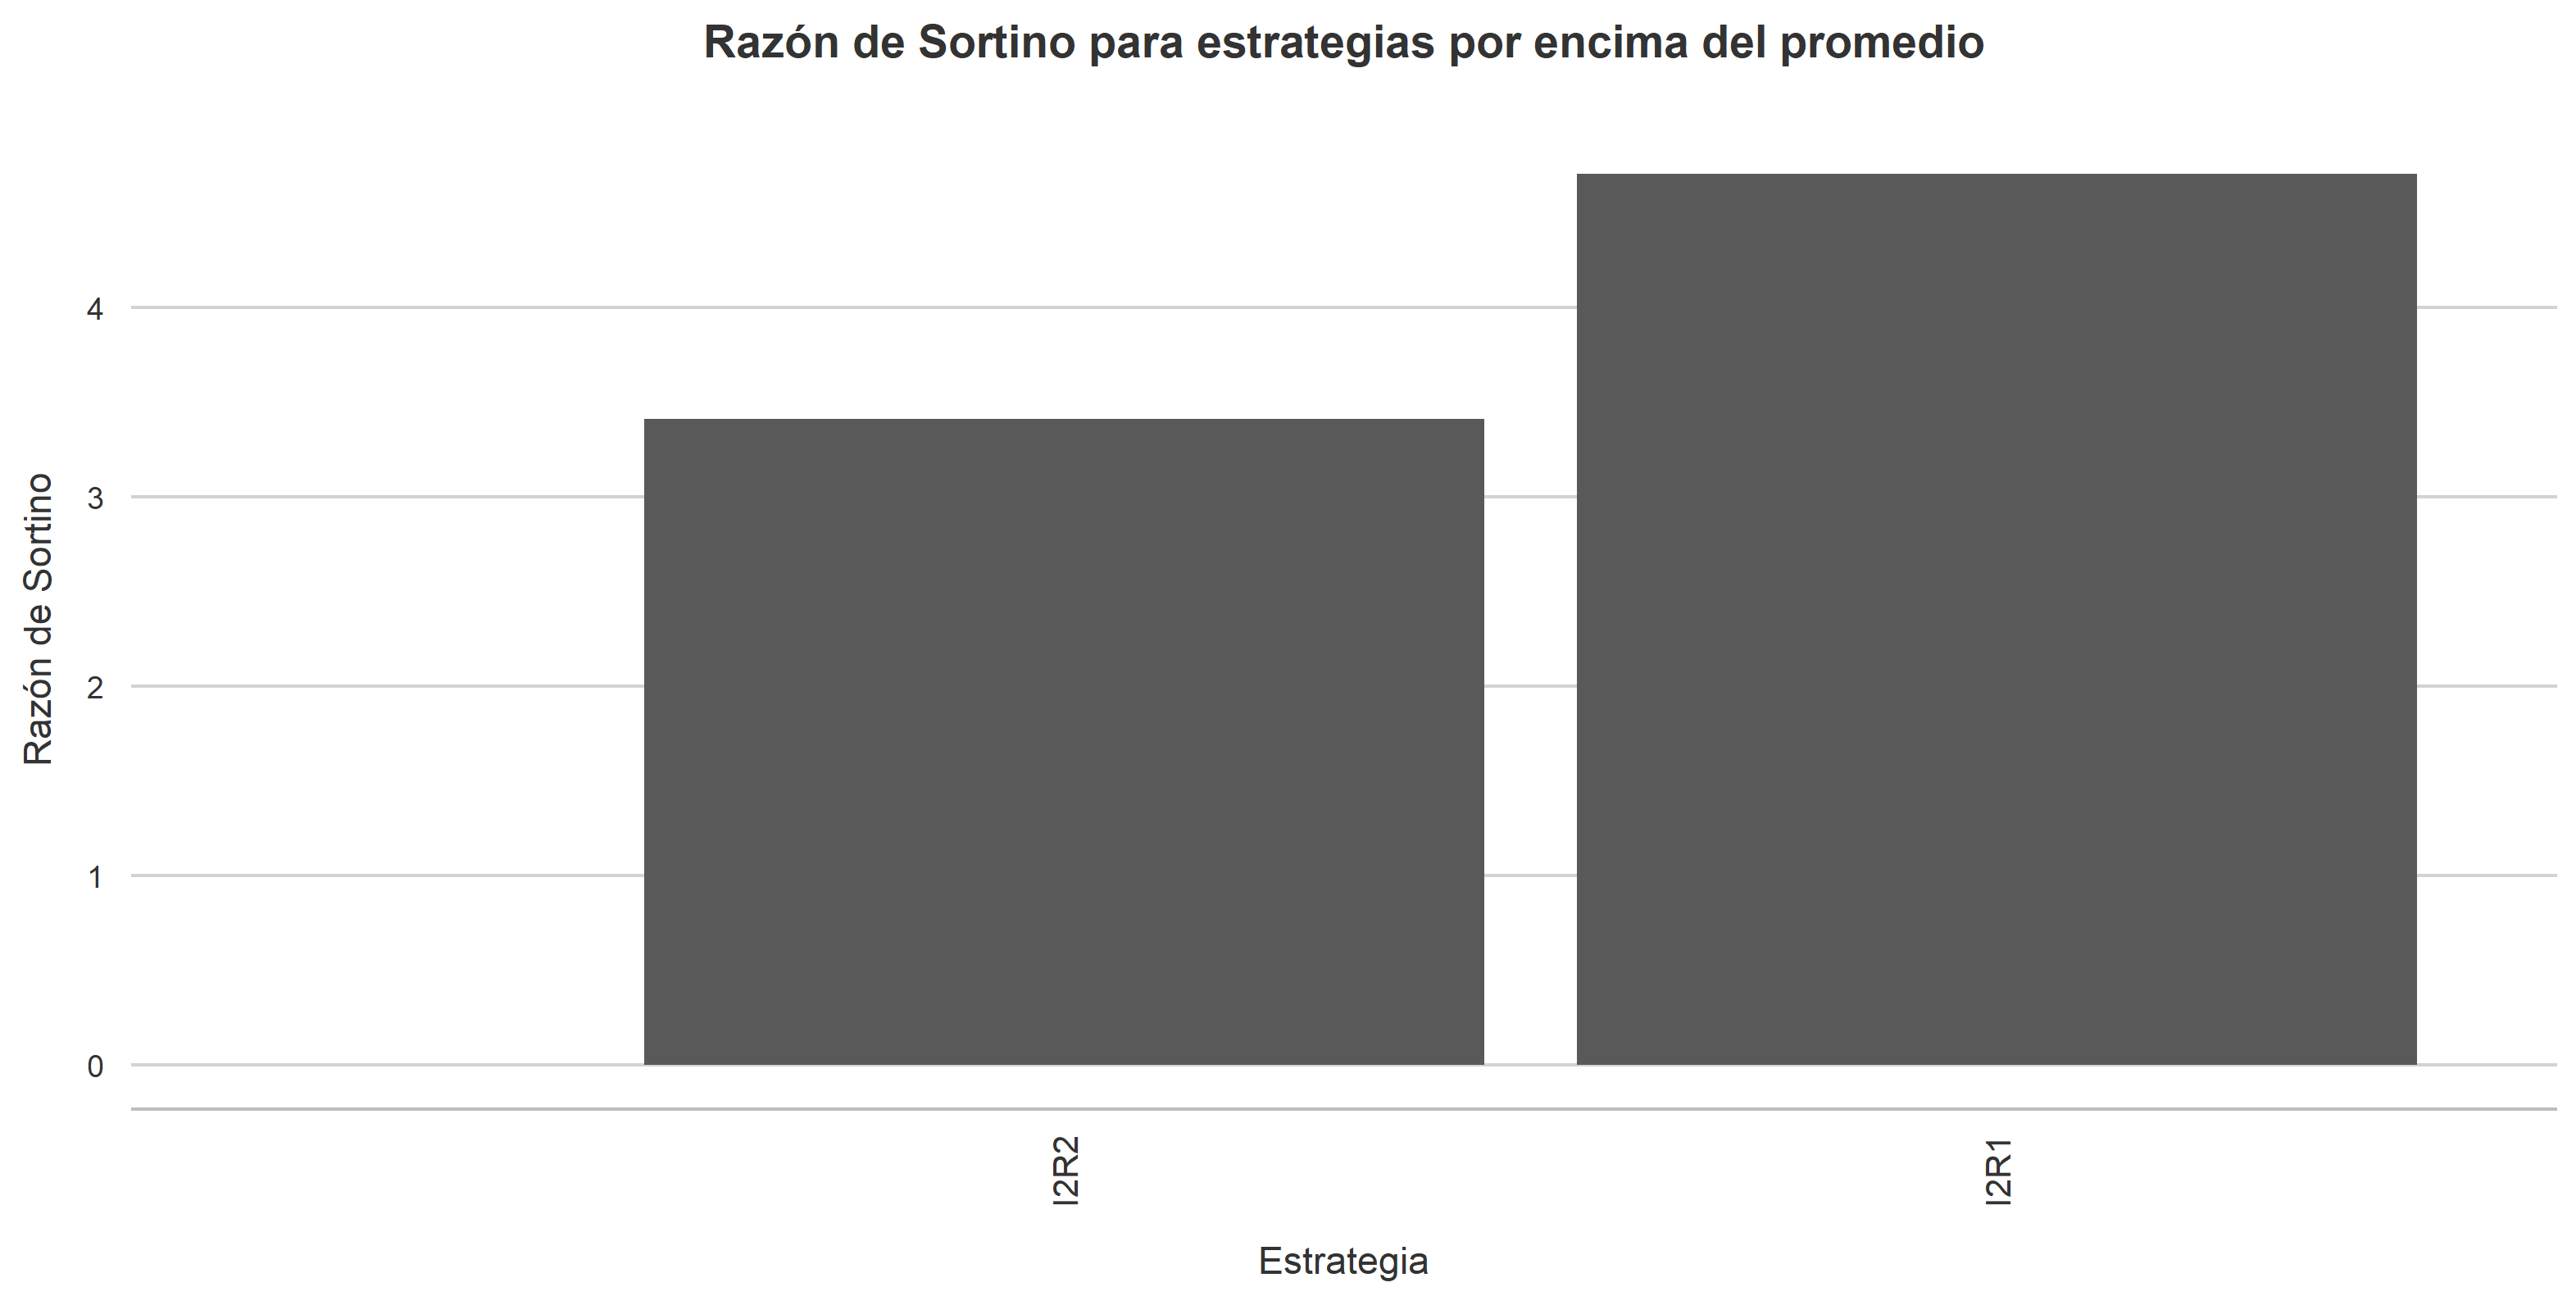 Razón de Sortino para estrategias por encima del promedio
Razón de Sortino
4
3
2
1
0
I2R2
I2R1
Estrategia